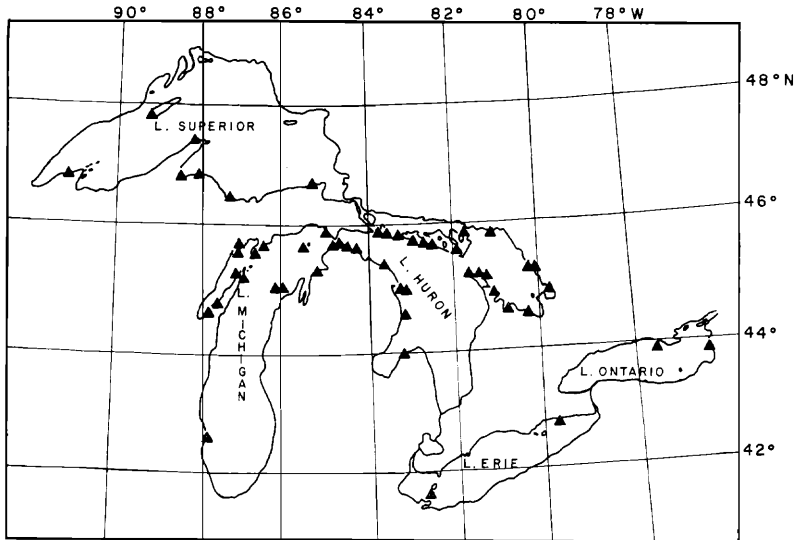 90° 88° 86° 84° 82° 80° 78° W
48° N
L. SUPERIOR
46°
L. HURON
L. MICHIGAN
44°
L. ONTARIO
42°
L. ERIE